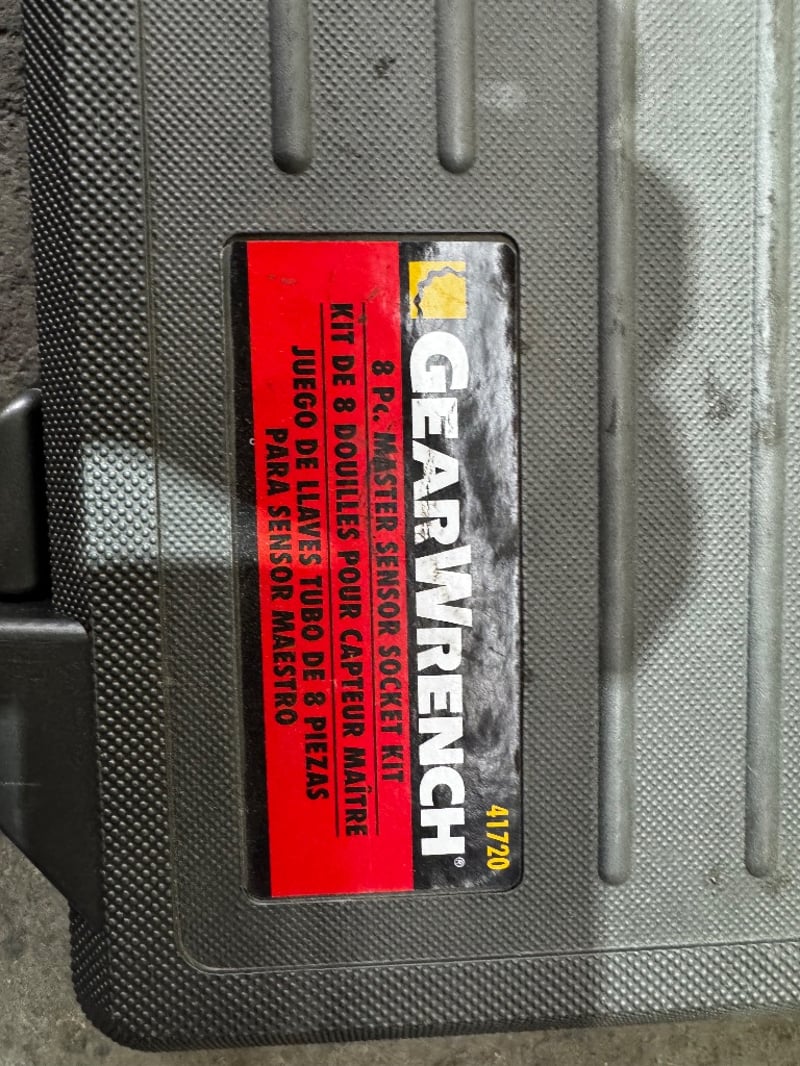 41720
GEARWRENCH®
8 Pc. MASTER SENSOR SOCKET KIT
KIT DE 8 DOUILLES POUR CAPTEUR MAÎTRE
JUEGO DE LLAVES TUBO DE 8 PIEZAS
PARA SENSOR MAESTRO